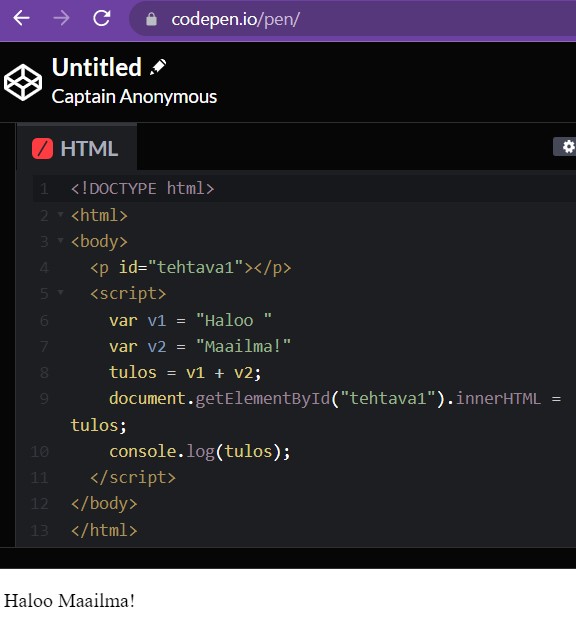 codepen.io/pen/
Untitled
Captain Anonymous
/ HTML
1 <!DOCTYPE html>
2 <html>
3 <body>
4 <p id="tehtava1"></p>
5 <script>
6 var v1 = "Haloo "
7 var v2 = "Maailma!"
8 tulos = v1 + v2;
9 document.getElementById("tehtava1").innerHTML =
tulos;
10 console.log(tulos);
11 </script>
12 </body>
13 </html>
Haloo Maailma!